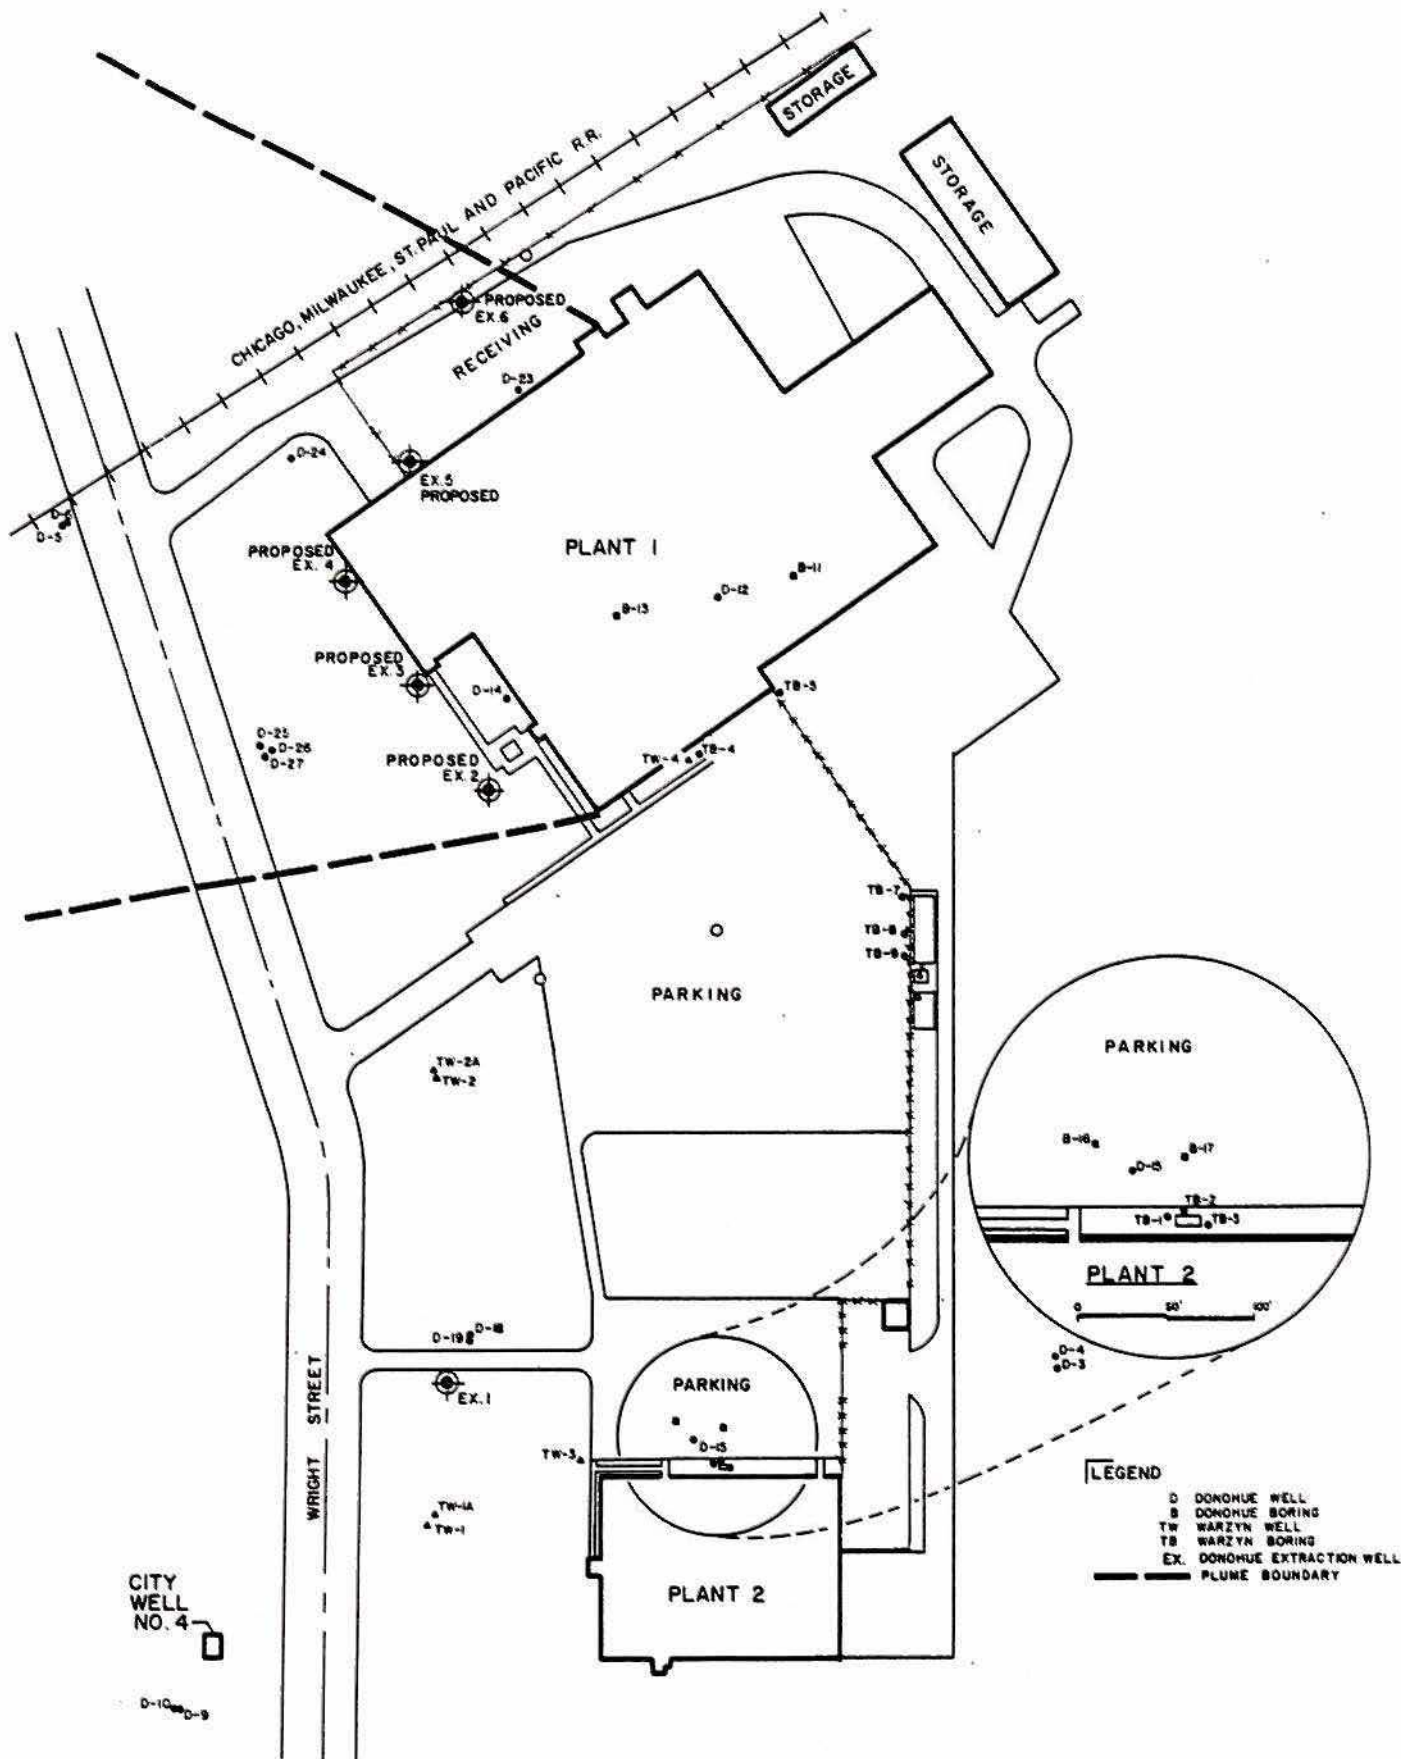 STORAGE
STORAGE
CHICAGO, MILWAUKEE, ST. PAUL AND PACIFIC R.R.
PROPOSED
EX.6
RECEIVING
D-23
D-24
EX.5
PROPOSED
D-6
D-5
PLANT 1
PROPOSED
EX. 4
B-11
D-12
B-13
PROPOSED
EX.3
D-14
TB-5
D-25
D-26
D-27
PROPOSED
EX.2
TW-4
TB-4
TB-7
TB-8
TB-9
PARKING
TW-2A
TW-2
PARKING
B-16
B-17
D-15
TB-2
TB-1
TB-3
PLANT 2
0
50'
100'
D-19
D-18
D-4
D-3
WRIGHT STREET
EX.1
PARKING
D-15
TW-3
TW-1A
TW-1
PLANT 2
CITY
WELL
NO. 4
D-10
D-9
LEGEND
D DONOHUE WELL
B DONOHUE BORING
TW WARZYN WELL
TB WARZYN BORING
EX. DONOHUE EXTRACTION WELL
PLUME BOUNDARY